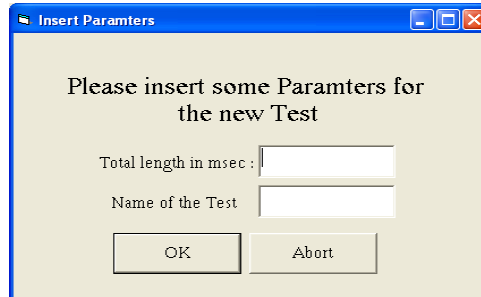 Insert Paramters
Please insert some Paramters for
the new Test
Total length in msec :
Name of the Test
OK Abort